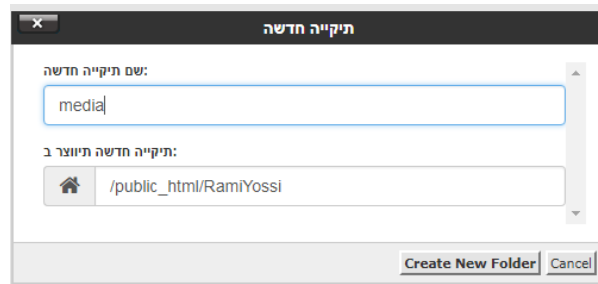 תיקייה חדשה
שם תיקייה חדשה:
media
תיקייה חדשה תיווצר ב:
/public_html/RamiYossi
Create New Folder Cancel